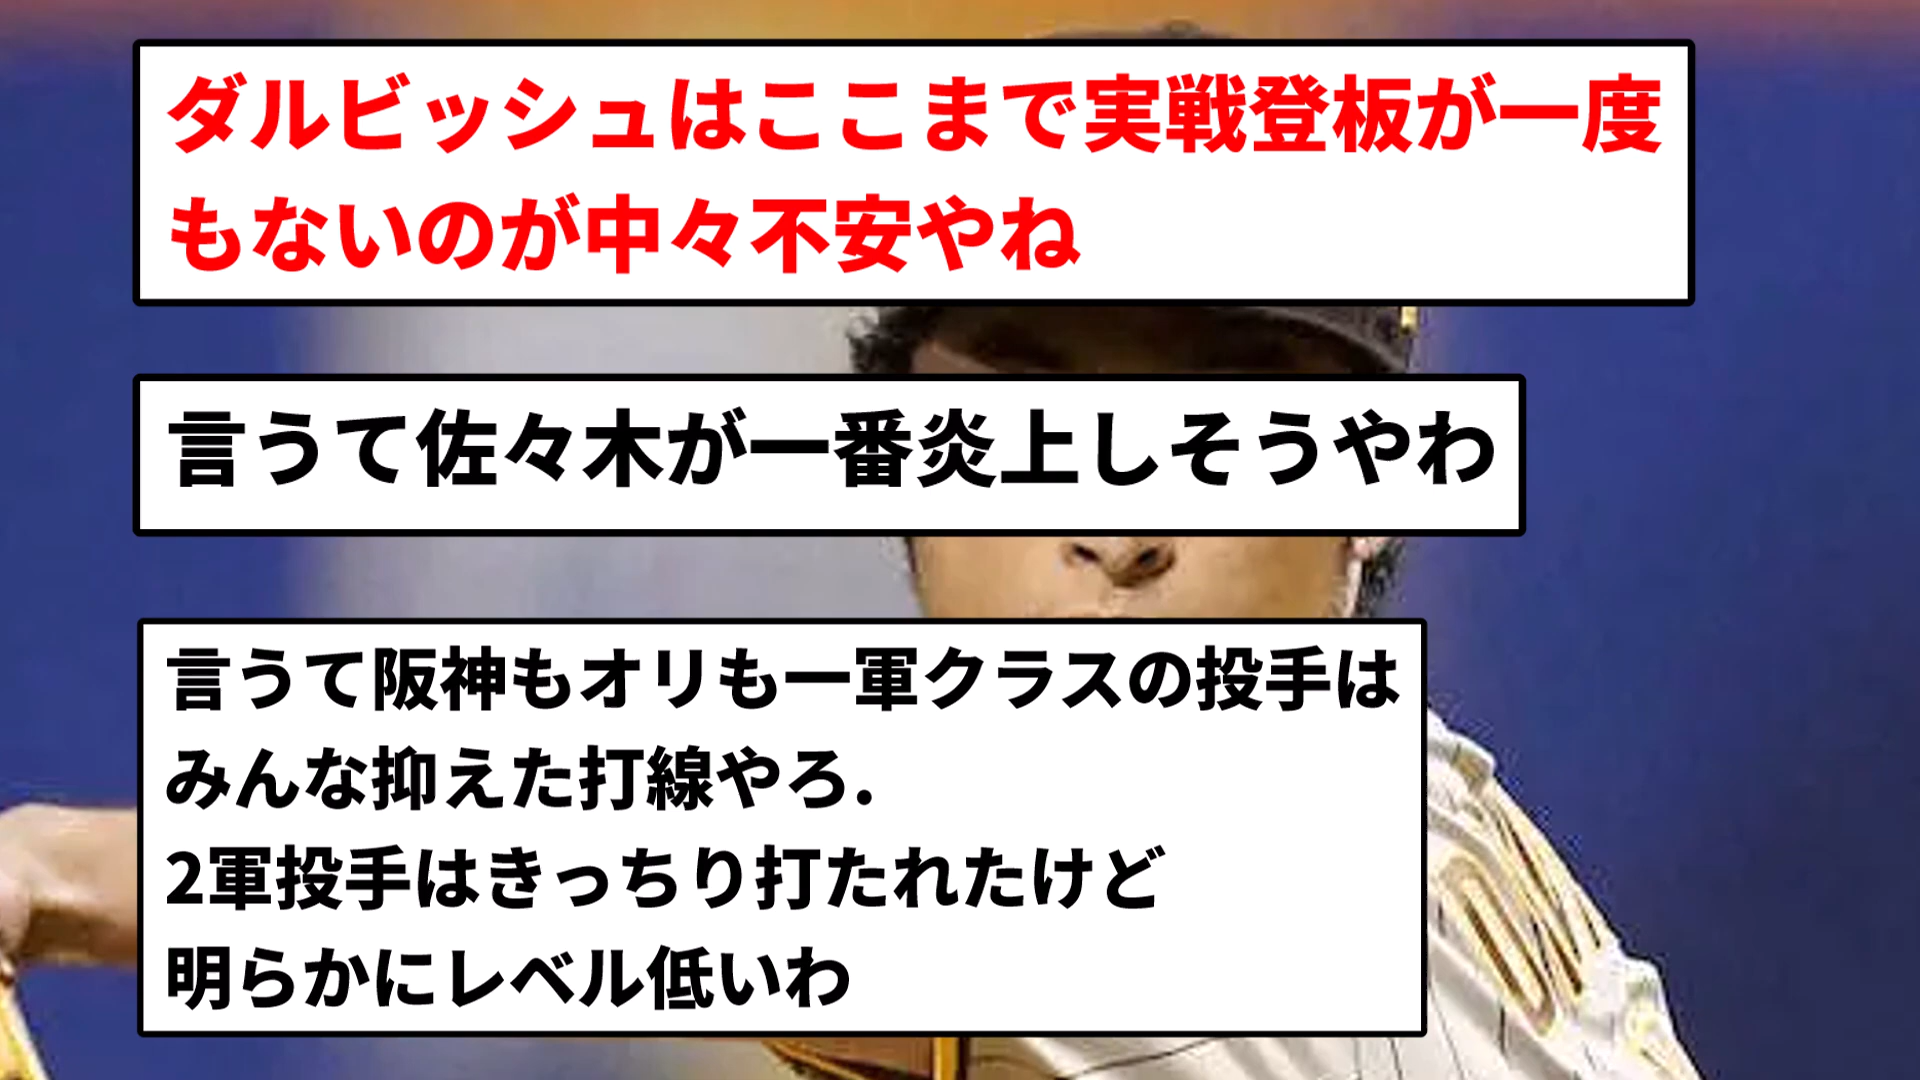 ダルビッシュはここまで実戦登板が一度
もないのが中々不安やね
言うて佐々木が一番炎上しそうやわ
言うて阪神もオリも一軍クラスの投手は
みんな抑えた打線やろ.
2軍投手はきっちり打たれたけど
明らかにレベル低いわ